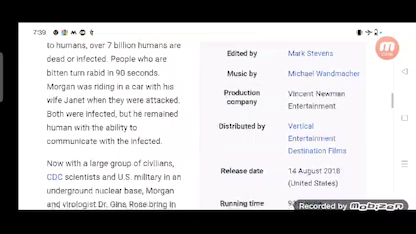 7:39
to humans, over 7 billion humans are
dead or infected. People who are
bitten turn rabid in 90 seconds.
Morgan was riding in a car with his
wife Janet when they were attacked.
Both were infected, but he remained
human with the ability to
communicate with the infected.
Now with a large group of civilians,
CDC scientists and U.S. military in an
underground nuclear base, Morgan
and virologist Dr. Gina Rose bring in
Edited by Mark Stevens
Music by Michael Wandmacher
Production company Vincent Newman Entertainment
Distributed by Vertical Entertainment
Destination Films
Release date 14 August 2018
(United States)
Running time
Recorded by Mobizen